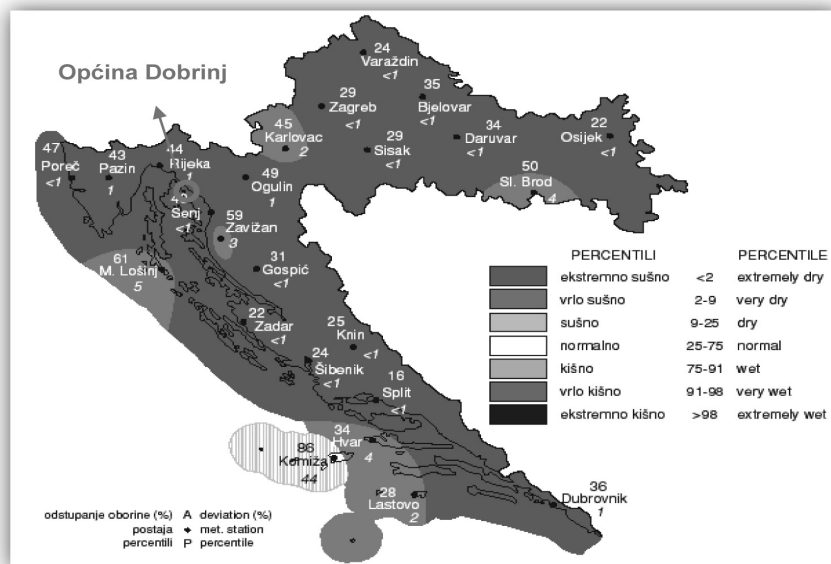 Općina Dobrinj
24
Varaždin
<1
35
Bjelovar
<1
29
Zagreb
<1
45
Karlovac
2
29
Sisak
<1
34
Daruvar
<1
22
Osijek
<1
50
Sl. Brod
4
47
Poreč
<1
43
Pazin
1
44
Rijeka
1
49
Ogulin
1
Senj
<1
59
Zavižan
3
61
M. Lošinj
5
31
Gospić
<1
22
Zadar
<1
25
Knin
<1
24
Šibenik
<1
16
Split
<1
34
Hvar
4
86
Komiža
44
28
Lastovo
2
36
Dubrovnik
1
PERCENTILI PERCENTILE
ekstremno sušno <2 extremely dry
vrlo sušno 2-9 very dry
sušno 9-25 dry
normalno 25-75 normal
kišno 75-91 wet
vrlo kišno 91-98 very wet
ekstremno kišno >98 extremely wet
odstupanje oborine (%) A deviation (%)
postaja met. station
percentili P percentile